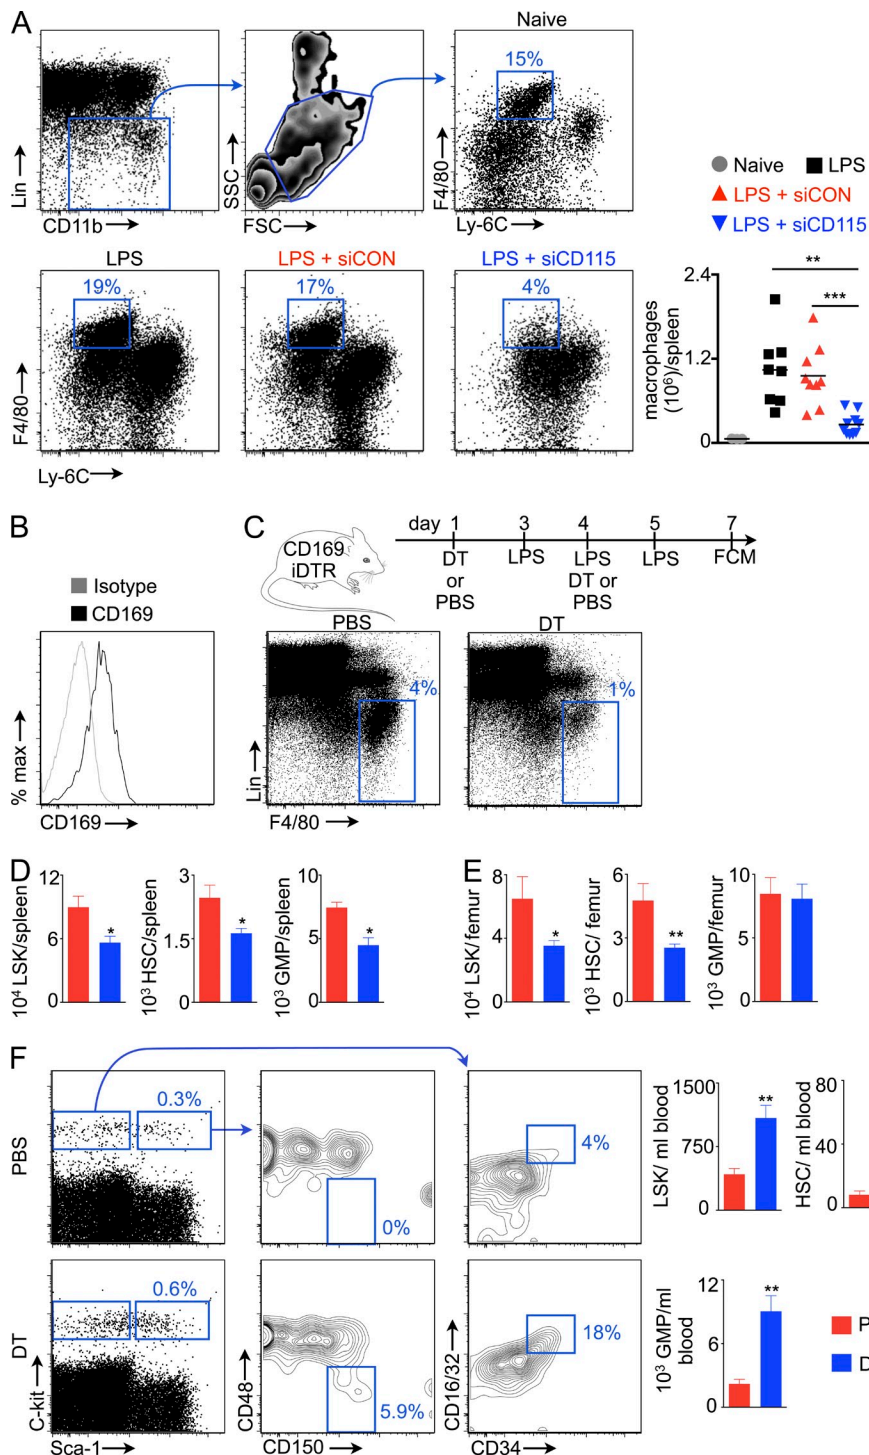 A
Naive
15%
Lin
CD11b
SSC
FSC
F4/80
Ly-6C
Naive LPS
LPS + siCON
LPS + siCD115
LPS
LPS + siCON
LPS + siCD115
19%
17%
4%
F4/80
Ly-6C
macrophages
(10⁶)/spleen
2.4
1.2
0
**
***
B
Isotype
CD169
% max
CD169
C
CD169
iDTR
day 1 3 4 5 7
DT
or
PBS
LPS
LPS
DT or
PBS
LPS
FCM
PBS
DT
4%
1%
Lin
F4/80
D
10⁴ LSK/spleen
12
6
0
*
10³ HSC/spleen
3
1.5
0
*
10³ GMP/spleen
10
5
0
*
E
10⁴ LSK/femur
8
4
0
*
10³ HSC/ femur
6
3
0
**
10³ GMP/femur
10
5
0
F
PBS
0.3%
0%
4%
DT
0.6%
5.9%
18%
C-kit
Sca-1
CD48
CD150
CD16/32
CD34
LSK/ ml blood
1500
750
0
**
HSC/ ml blood
80
40
0
10³ GMP/ml
blood
12
6
0
**
P
D